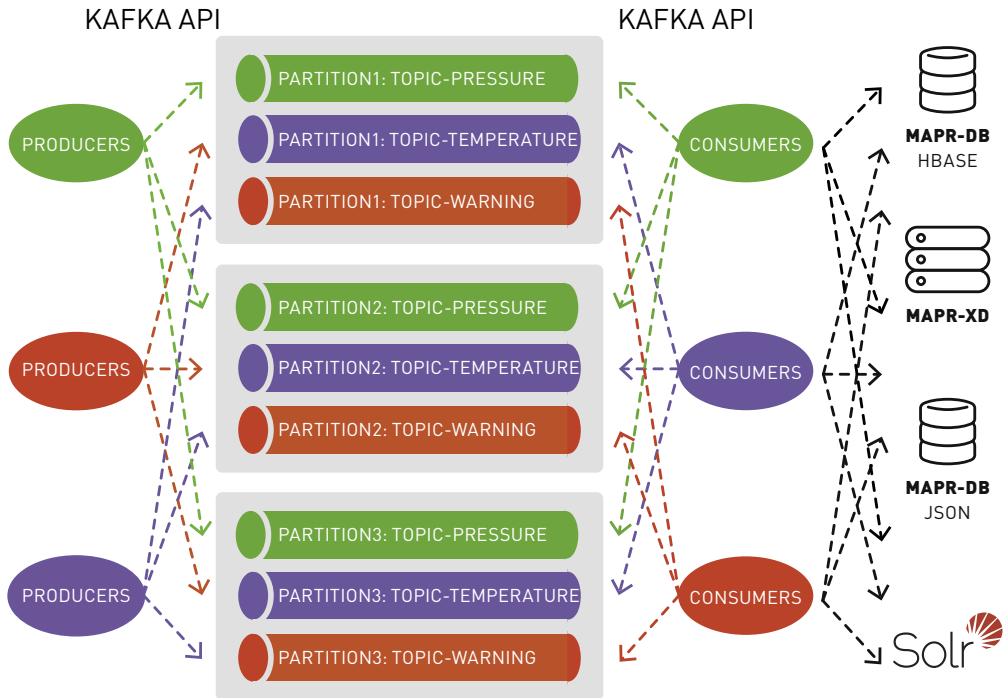 KAFKA API
KAFKA API
PRODUCERS
PRODUCERS
PRODUCERS
PARTITION1: TOPIC-PRESSURE
PARTITION1: TOPIC-TEMPERATURE
PARTITION1: TOPIC-WARNING
PARTITION2: TOPIC-PRESSURE
PARTITION2: TOPIC-TEMPERATURE
PARTITION2: TOPIC-WARNING
PARTITION3: TOPIC-PRESSURE
PARTITION3: TOPIC-TEMPERATURE
PARTITION3: TOPIC-WARNING
CONSUMERS
CONSUMERS
CONSUMERS
MAPR-DB
HBASE
MAPR-XD
MAPR-DB
JSON
Solr